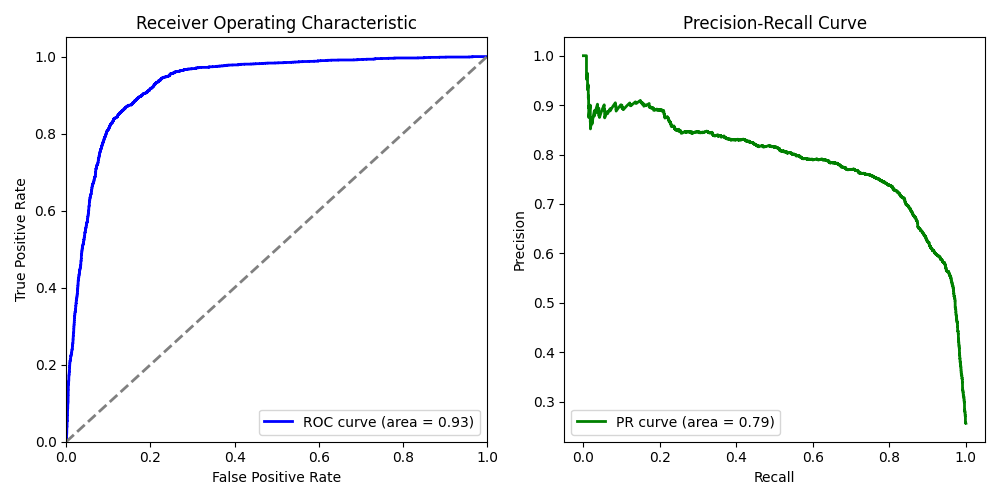 Receiver Operating Characteristic
1.0
0.8
0.6
0.4
0.2
0.0
True Positive Rate
0.0 0.2 0.4 0.6 0.8 1.0
False Positive Rate
ROC curve (area = 0.93)
Precision-Recall Curve
1.0
0.9
0.8
0.7
0.6
0.5
0.4
0.3
Precision
0.0 0.2 0.4 0.6 0.8 1.0
Recall
PR curve (area = 0.79)